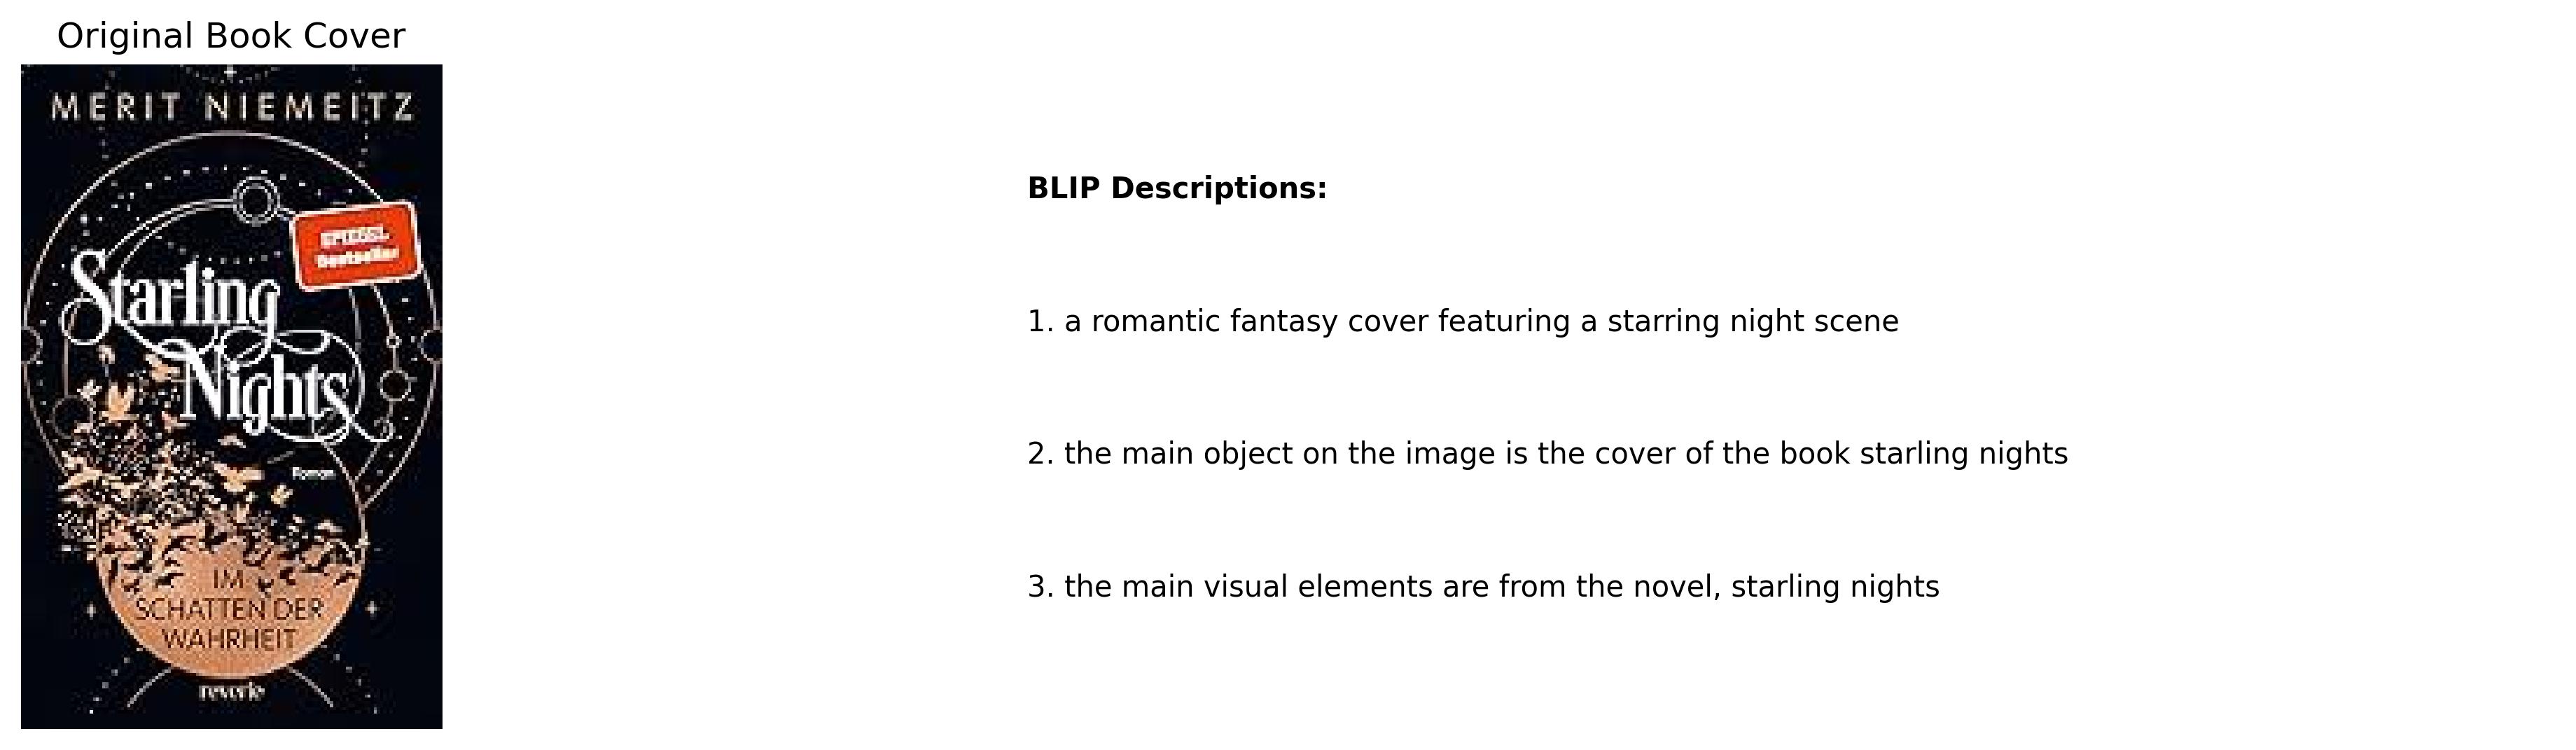 Original Book Cover
MERIT NIEMEITZ
SPIEGEL
Bestseller
Starling
Nights
Roman
IM
SCHATTEN DER
WAHRHEIT
reverie
BLIP Descriptions:
1. a romantic fantasy cover featuring a starring night scene
2. the main object on the image is the cover of the book starling nights
3. the main visual elements are from the novel, starling nights